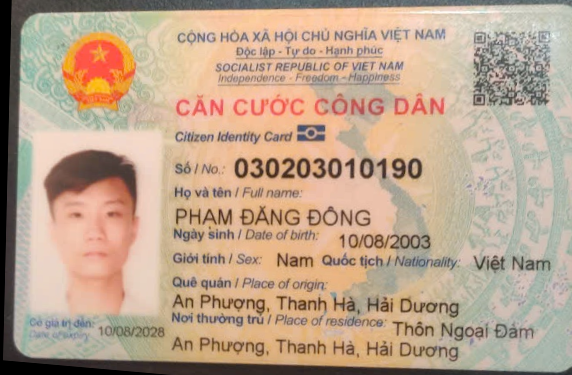 CỘNG HÒA XÃ HỘI CHỦ NGHĨA VIỆT NAM
Độc lập - Tự do - Hạnh phúc
SOCIALIST REPUBLIC OF VIET NAM
Independence - Freedom - Happiness
CĂN CƯỚC CÔNG DÂN
Citizen Identity Card
Số / No.: 030203010190
Họ và tên / Full name:
PHẠM ĐĂNG ĐÔNG
Ngày sinh / Date of birth: 10/08/2003
Giới tính / Sex: Nam Quốc tịch / Nationality: Việt Nam
Quê quán / Place of origin:
An Phượng, Thanh Hà, Hải Dương
Nơi thường trú / Place of residence: Thôn Ngoại Đàm
An Phượng, Thanh Hà, Hải Dương
Có giá trị đến: 10/08/2028
Date of expiry